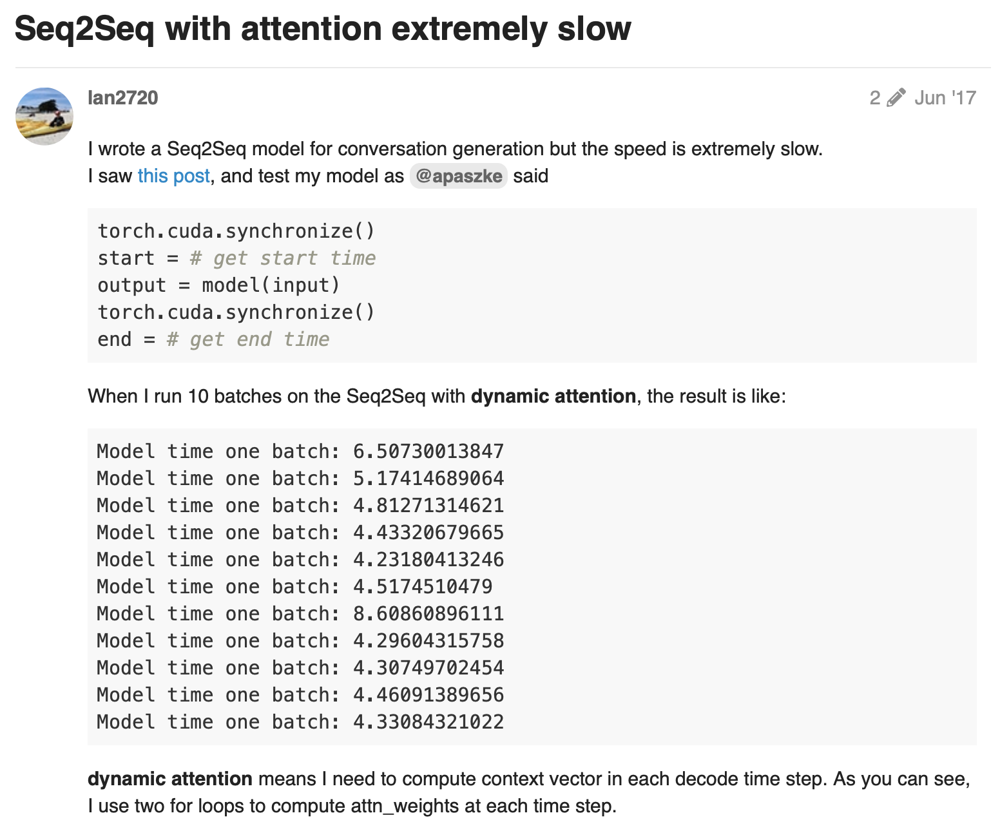 Seq2Seq with attention extremely slow
lan2720
2 Jun '17
I wrote a Seq2Seq model for conversation generation but the speed is extremely slow.
I saw this post, and test my model as @apaszke said
torch.cuda.synchronize()
start = # get start time
output = model(input)
torch.cuda.synchronize()
end = # get end time
When I run 10 batches on the Seq2Seq with dynamic attention, the result is like:
Model time one batch: 6.50730013847
Model time one batch: 5.17414689064
Model time one batch: 4.81271314621
Model time one batch: 4.43320679665
Model time one batch: 4.23180413246
Model time one batch: 4.5174510479
Model time one batch: 8.60860896111
Model time one batch: 4.29604315758
Model time one batch: 4.30749702454
Model time one batch: 4.46091389656
Model time one batch: 4.33084321022
dynamic attention means I need to compute context vector in each decode time step. As you can see,
I use two for loops to compute attn_weights at each time step.